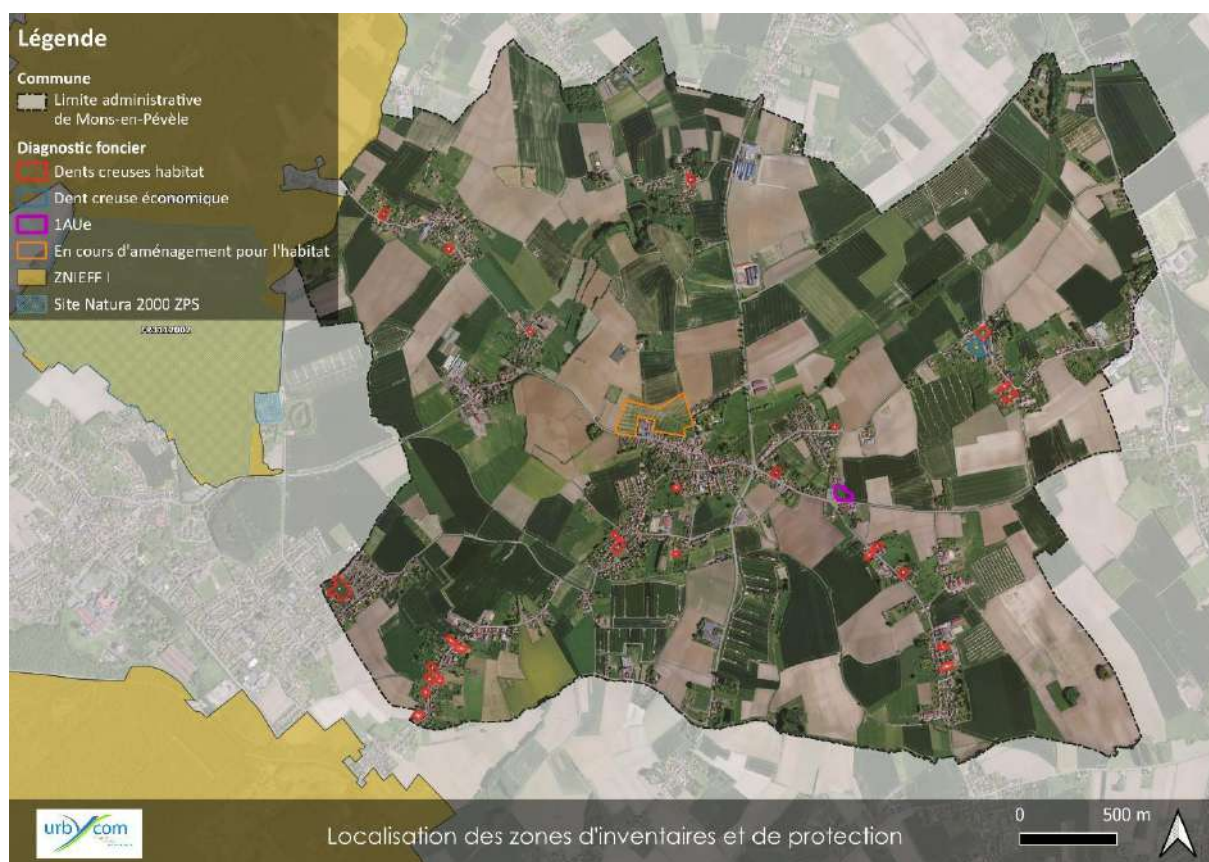 Légende
Commune
Limite administrative
de Mons-en-Pévèle
Diagnostic foncier
Dents creuses habitat
Dent creuse économique
1AUe
En cours d'aménagement pour l'habitat
ZNIEFF I
Site Natura 2000 ZPS
urbycom
Localisation des zones d'inventaires et de protection
0 500 m